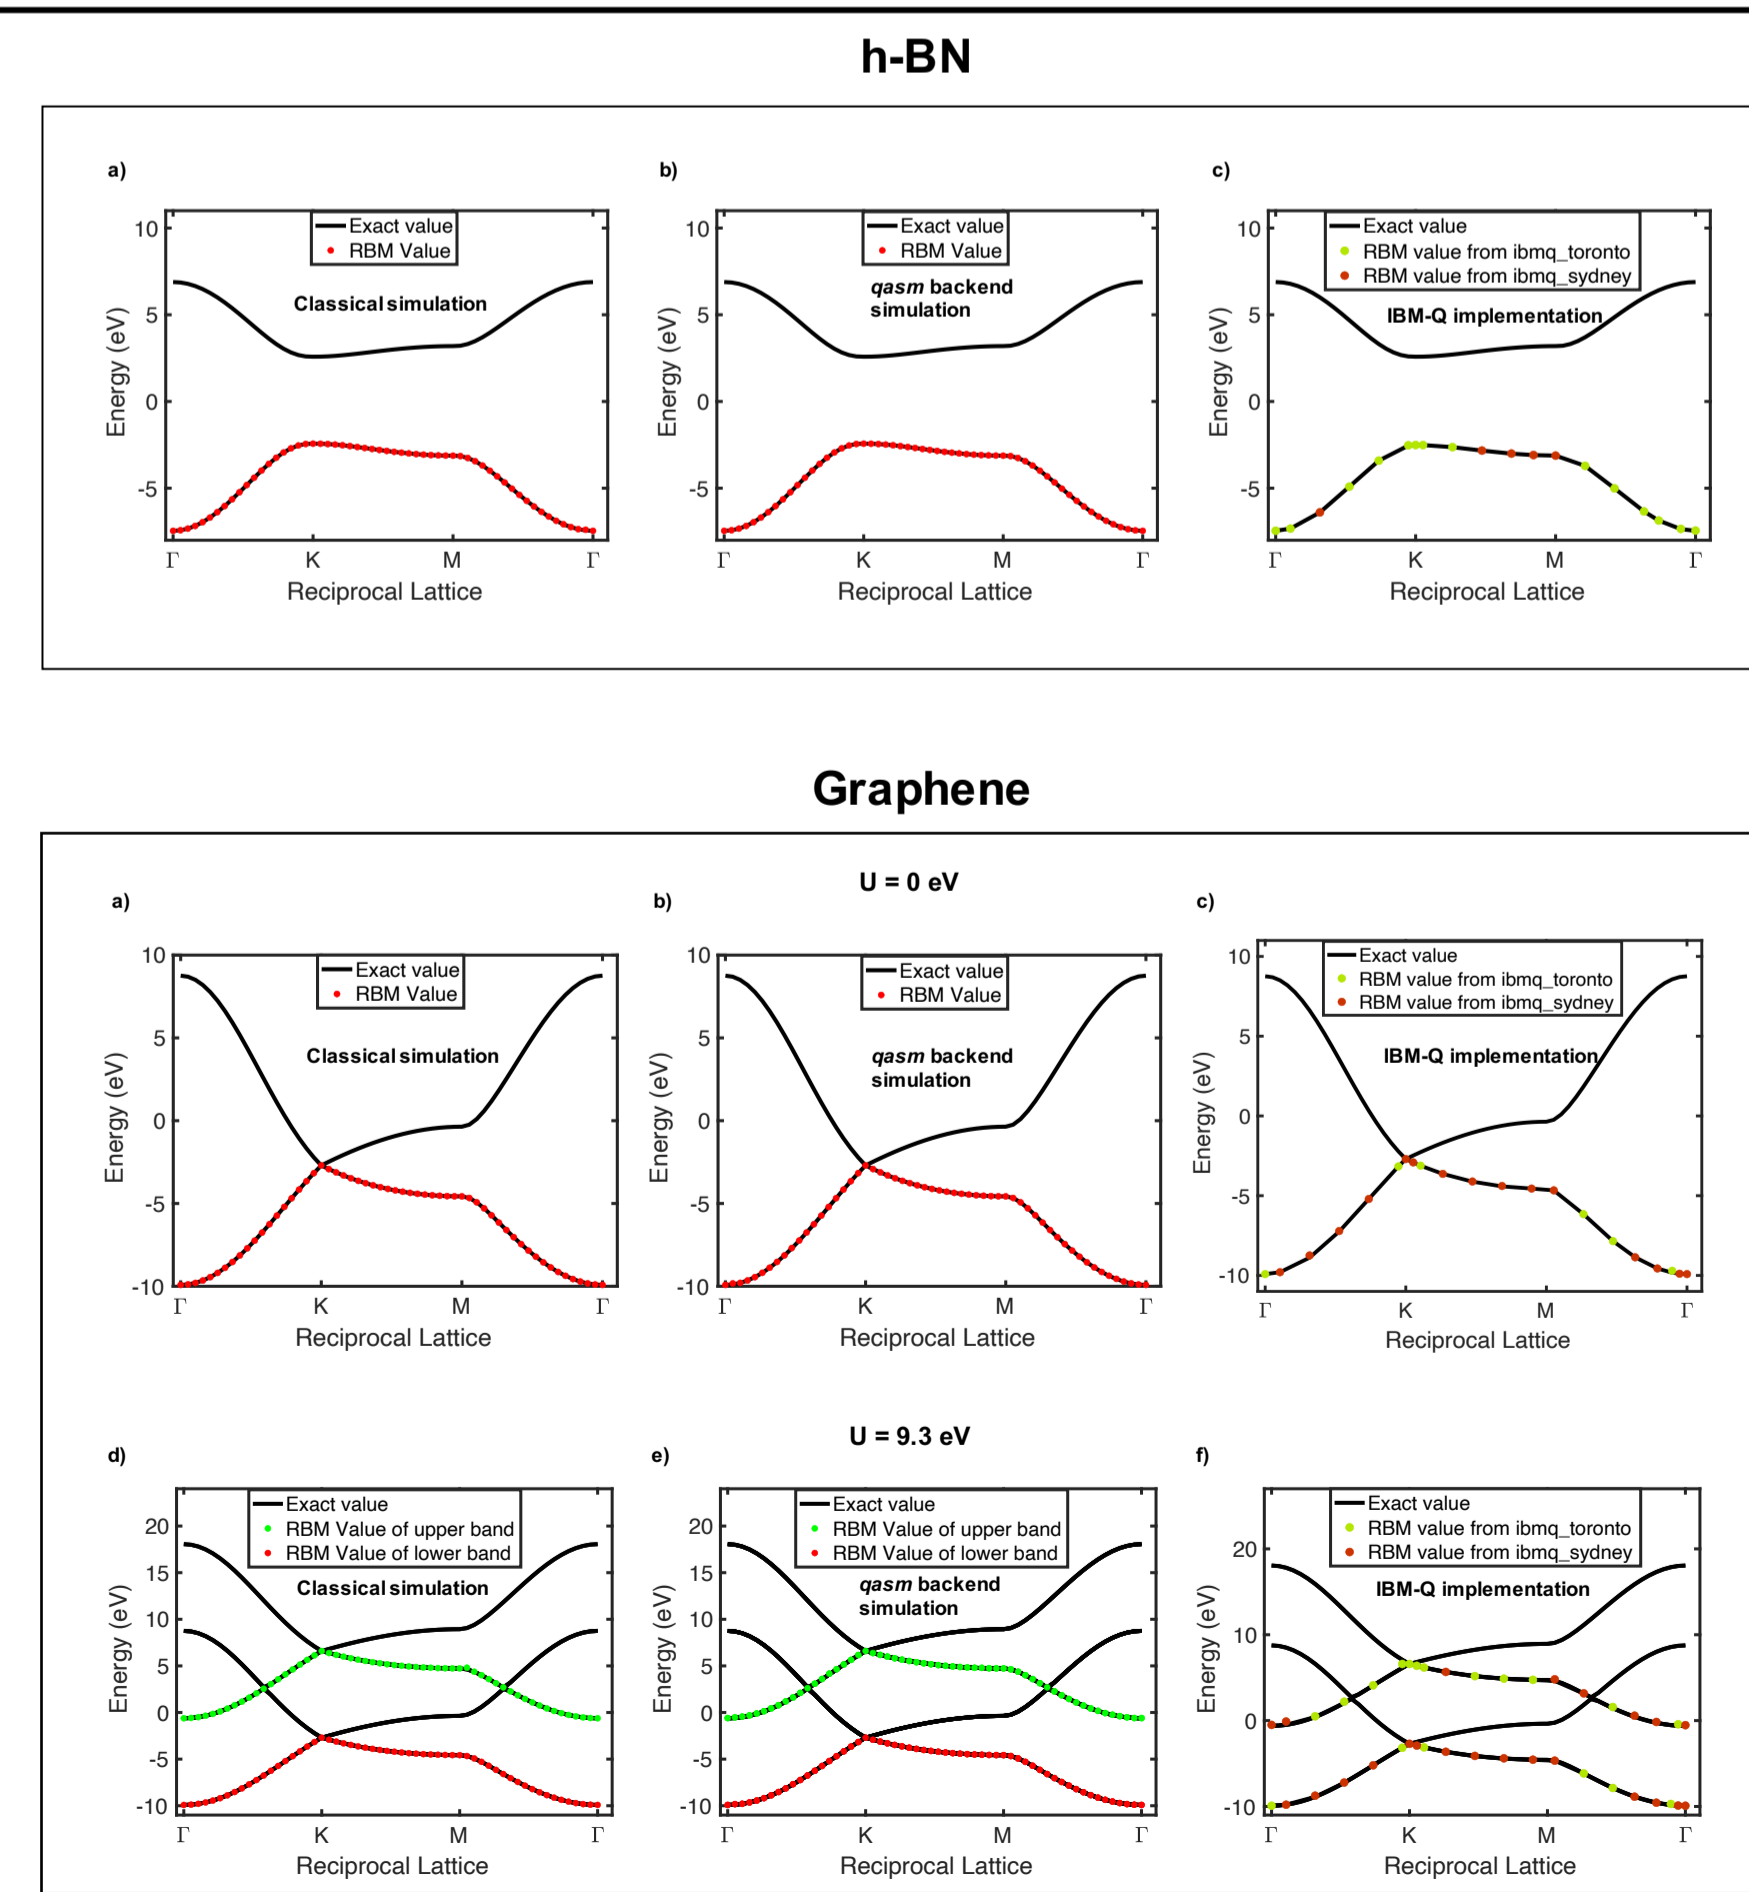 h-BN
a)
10
5
0
-5
Energy (eV)
Exact value
RBM Value
Classical simulation
Γ K M Γ
Reciprocal Lattice
b)
10
5
0
-5
Energy (eV)
Exact value
RBM Value
qasm backend
simulation
Γ K M Γ
Reciprocal Lattice
c)
10
5
0
-5
Energy (eV)
Exact value
RBM value from ibmq_toronto
RBM value from ibmq_sydney
IBM-Q implementation
Γ K M Γ
Reciprocal Lattice
Graphene
U = 0 eV
a)
10
5
0
-5
-10
Energy (eV)
Exact value
RBM Value
Classical simulation
Γ K M Γ
Reciprocal Lattice
b)
10
5
0
-5
-10
Energy (eV)
Exact value
RBM Value
qasm backend
simulation
Γ K M Γ
Reciprocal Lattice
c)
10
5
0
-5
-10
Energy (eV)
Exact value
RBM value from ibmq_toronto
RBM value from ibmq_sydney
IBM-Q implementation
Γ K M Γ
Reciprocal Lattice
U = 9.3 eV
d)
20
15
10
5
0
-5
-10
Energy (eV)
Exact value
RBM Value of upper band
RBM Value of lower band
Classical simulation
Γ K M Γ
Reciprocal Lattice
e)
20
15
10
5
0
-5
-10
Energy (eV)
Exact value
RBM Value of upper band
RBM Value of lower band
qasm backend
simulation
Γ K M Γ
Reciprocal Lattice
f)
20
10
0
-10
Energy (eV)
Exact value
RBM value from ibmq_toronto
RBM value from ibmq_sydney
IBM-Q implementation
Γ K M Γ
Reciprocal Lattice